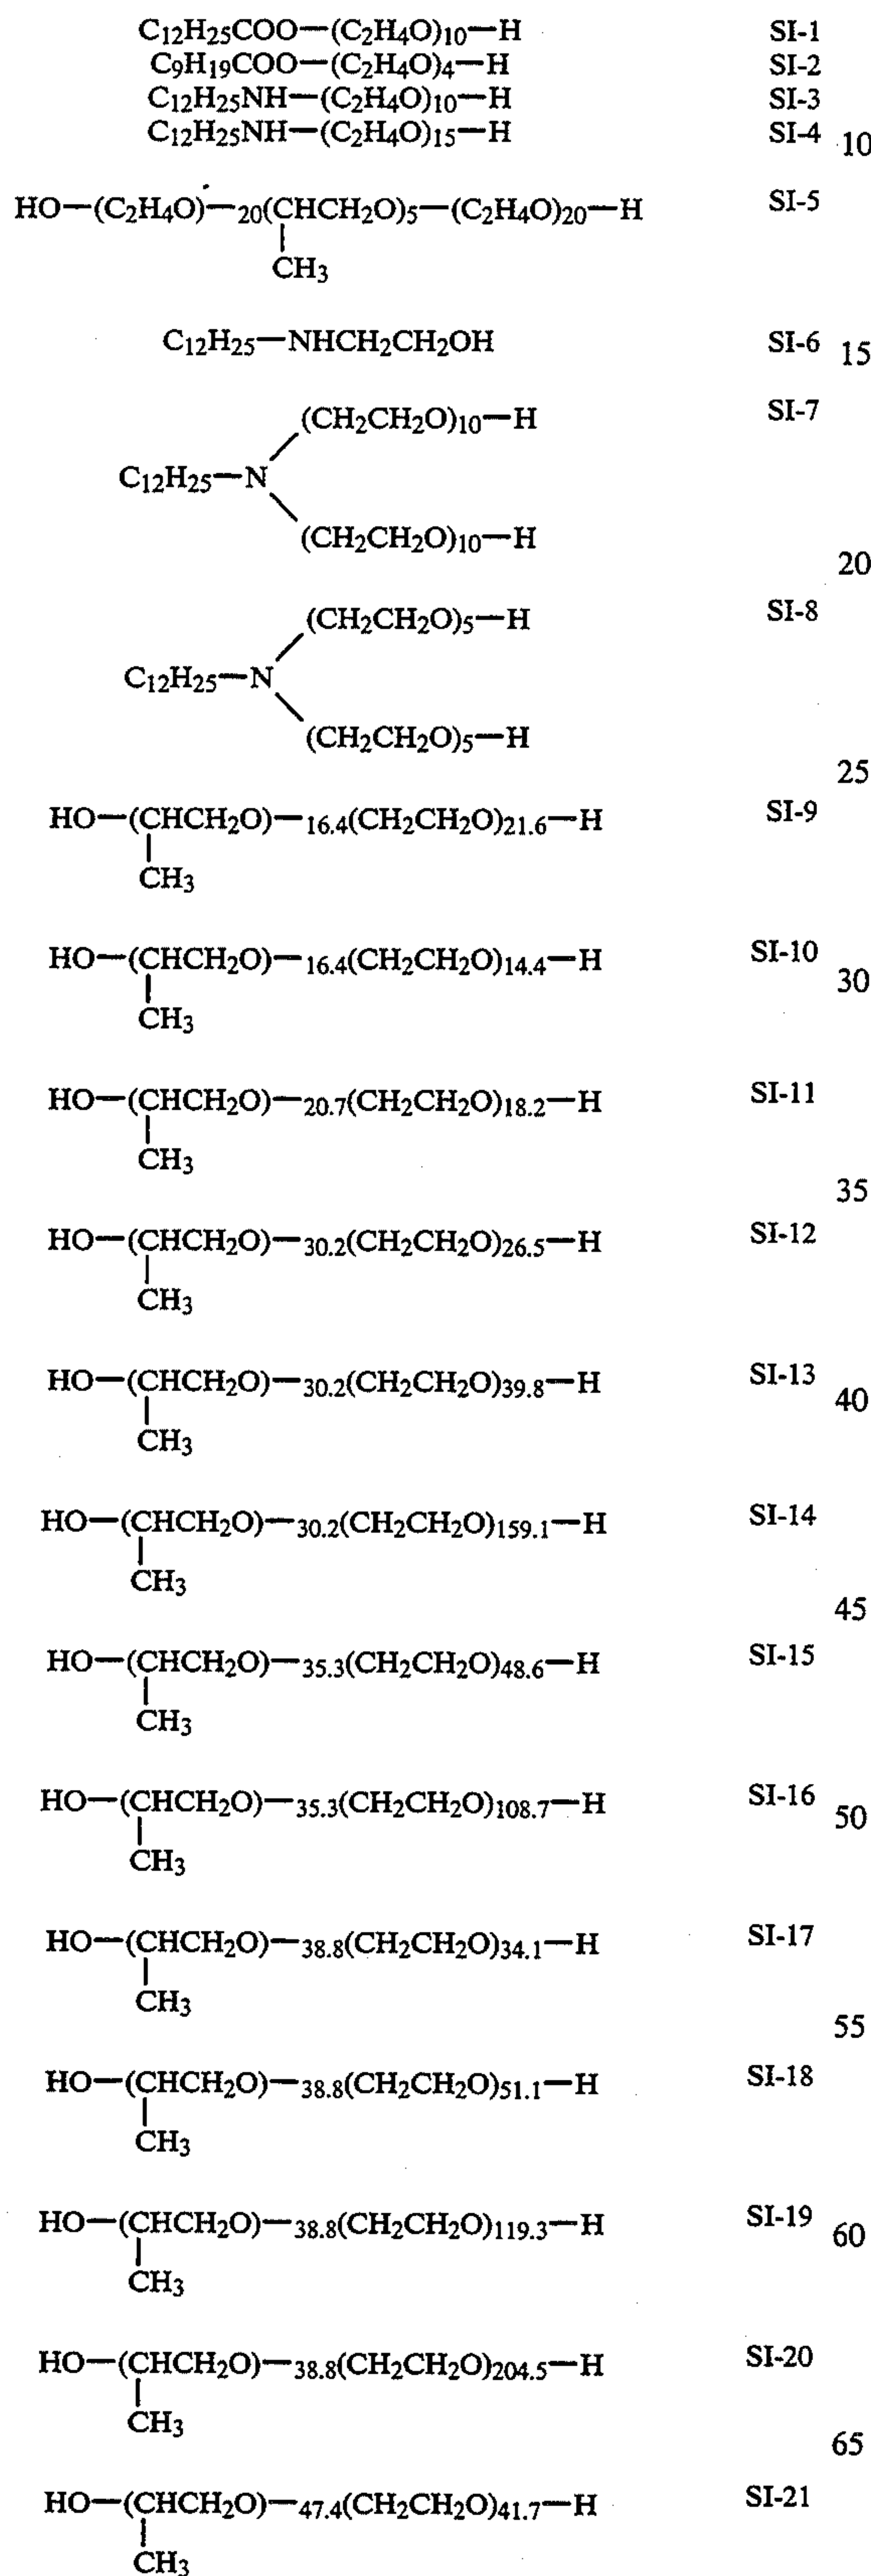 C12H25COO—(C2H4O)10—H SI-1
C9H19COO—(C2H4O)4—H SI-2
C12H25NH—(C2H4O)10—H SI-3
C12H25NH—(C2H4O)15—H SI-4 10
HO—(C2H4O)—20(CHCH2O)5—(C2H4O)20—H SI-5
CH3
C12H25—NHCH2CH2OH SI-6 15
(CH2CH2O)10—H SI-7
C12H25—N
(CH2CH2O)10—H
20
(CH2CH2O)5—H SI-8
C12H25—N
(CH2CH2O)5—H
25
HO—(CHCH2O)—16.4(CH2CH2O)21.6—H SI-9
CH3
HO—(CHCH2O)—16.4(CH2CH2O)14.4—H SI-10
30
CH3
HO—(CHCH2O)—20.7(CH2CH2O)18.2—H SI-11
CH3
35
HO—(CHCH2O)—30.2(CH2CH2O)26.5—H SI-12
CH3
HO—(CHCH2O)—30.2(CH2CH2O)39.8—H SI-13
40
CH3
HO—(CHCH2O)—30.2(CH2CH2O)159.1—H SI-14
CH3
45
HO—(CHCH2O)—35.3(CH2CH2O)48.6—H SI-15
CH3
HO—(CHCH2O)—35.3(CH2CH2O)108.7—H SI-16
50
CH3
HO—(CHCH2O)—38.8(CH2CH2O)34.1—H SI-17
CH3
55
HO—(CHCH2O)—38.8(CH2CH2O)51.1—H SI-18
CH3
HO—(CHCH2O)—38.8(CH2CH2O)119.3—H SI-19
60
CH3
HO—(CHCH2O)—38.8(CH2CH2O)204.5—H SI-20
CH3
65
HO—(CHCH2O)—47.4(CH2CH2O)41.7—H SI-21
CH3